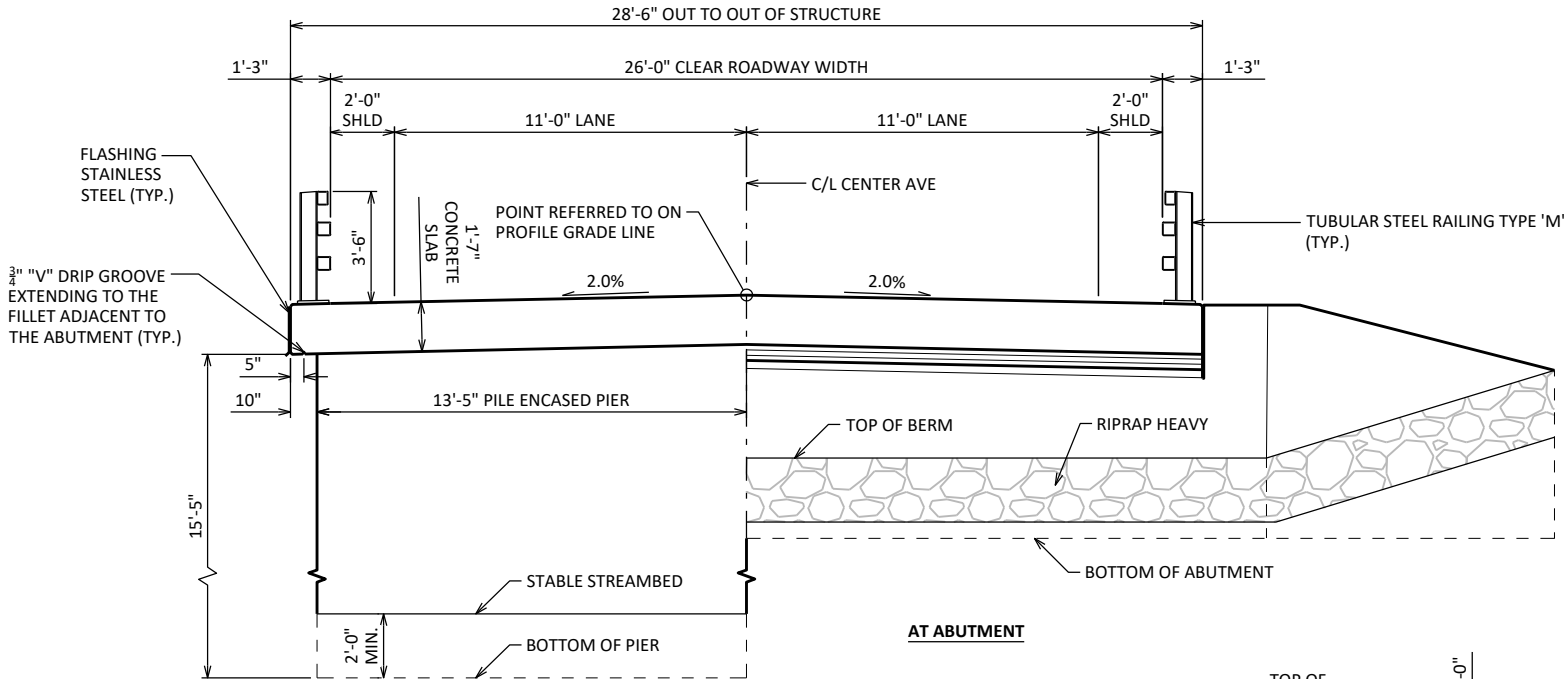 28'-6" OUT TO OUT OF STRUCTURE
1'-3"
26'-0" CLEAR ROADWAY WIDTH
1'-3"
2'-0"
SHLD
11'-0" LANE
11'-0" LANE
2'-0"
SHLD
FLASHING
STAINLESS
STEEL (TYP.)
C/L CENTER AVE
3'-6"
1'-7"
CONCRETE
SLAB
POINT REFERRED TO ON
PROFILE GRADE LINE
TUBULAR STEEL RAILING TYPE 'M'
(TYP.)
¾" "V" DRIP GROOVE
EXTENDING TO THE
FILLET ADJACENT TO
THE ABUTMENT (TYP.)
2.0%
2.0%
5"
10"
13'-5" PILE ENCASED PIER
TOP OF BERM
RIPRAP HEAVY
15'-5"
STABLE STREAMBED
BOTTOM OF ABUTMENT
2'-0"
MIN.
BOTTOM OF PIER
AT ABUTMENT